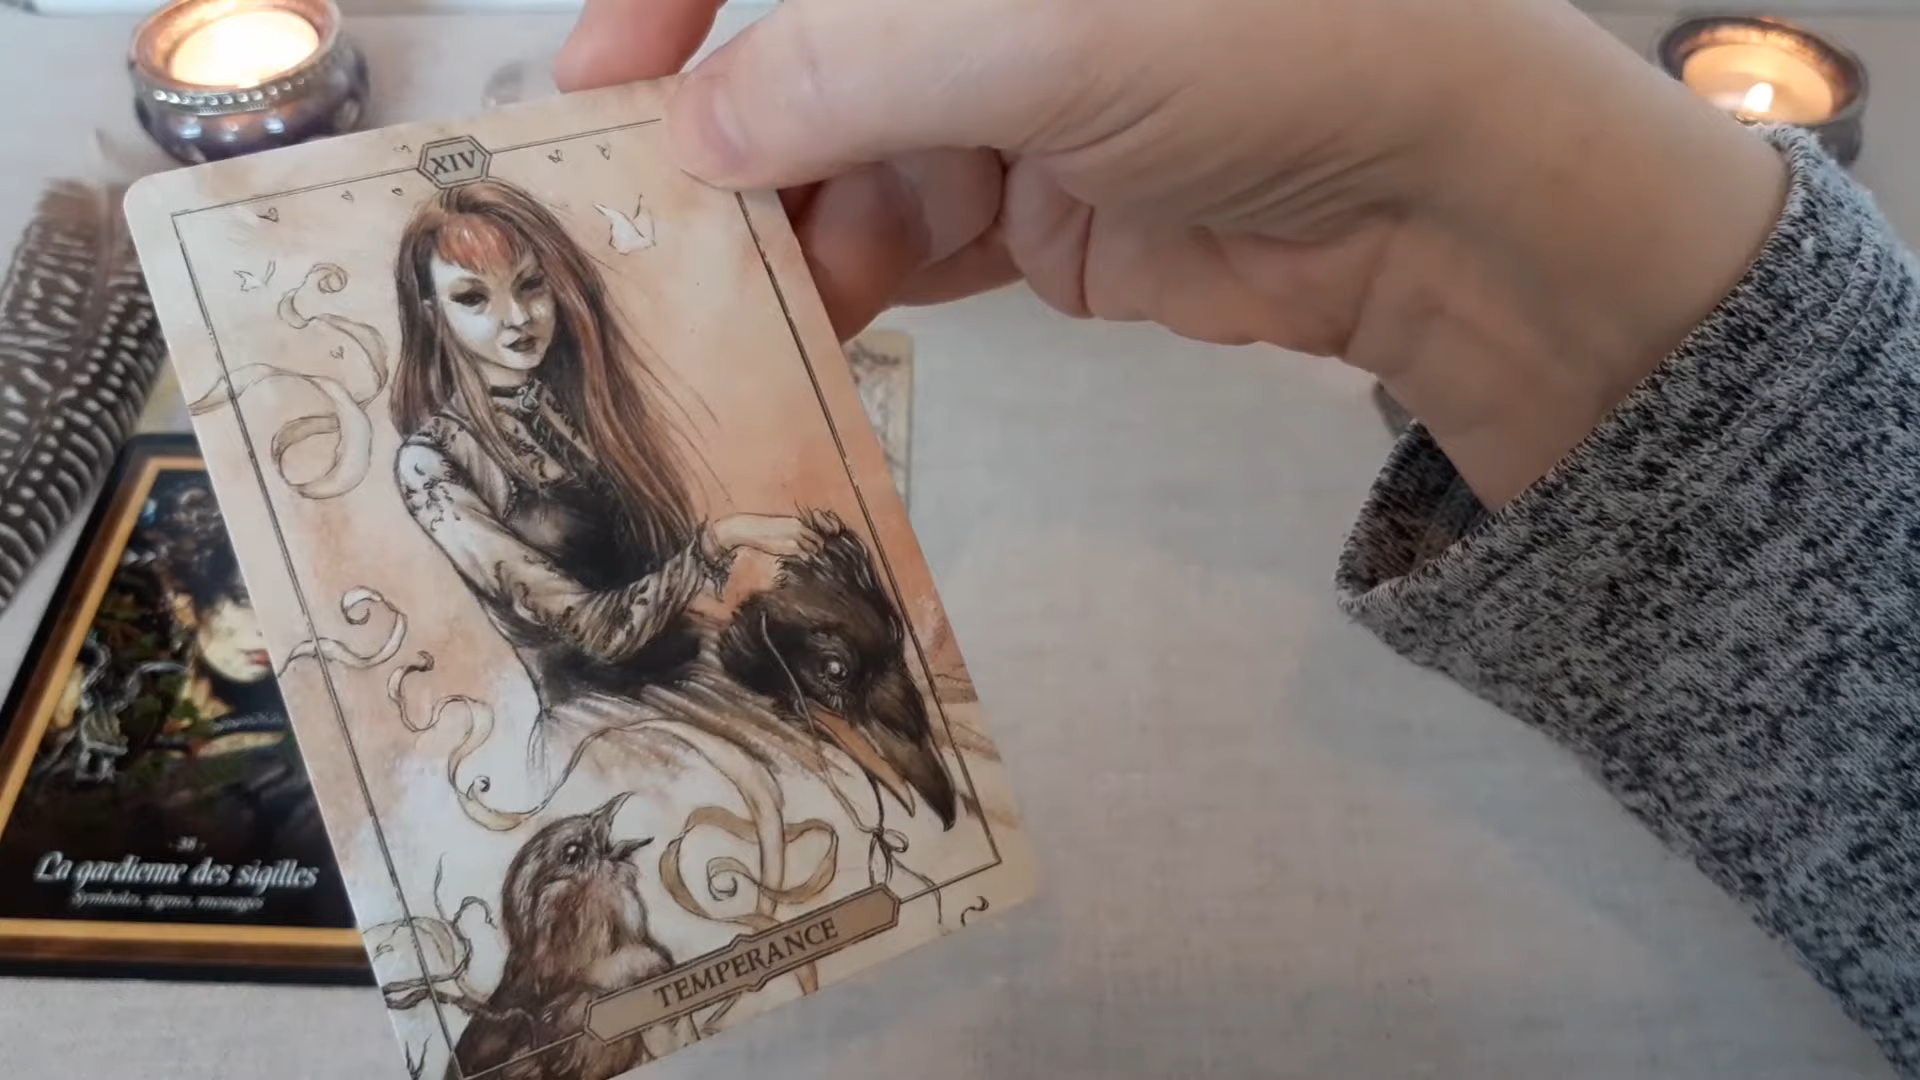 XIV
TEMPERANCE
- 38 -
La gardienne des sigilles
Symboles, signes, messages